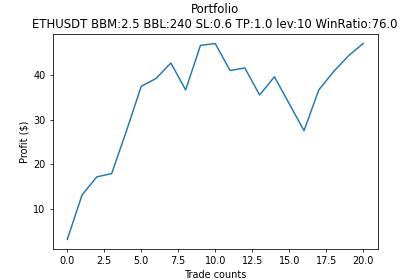 Portfolio
ETHUSDT BBM:2.5 BBL:240 SL:0.6 TP:1.0 lev:10 WinRatio:76.0
40
30
20
10
Profit ($)
0.0 2.5 5.0 7.5 10.0 12.5 15.0 17.5 20.0
Trade counts